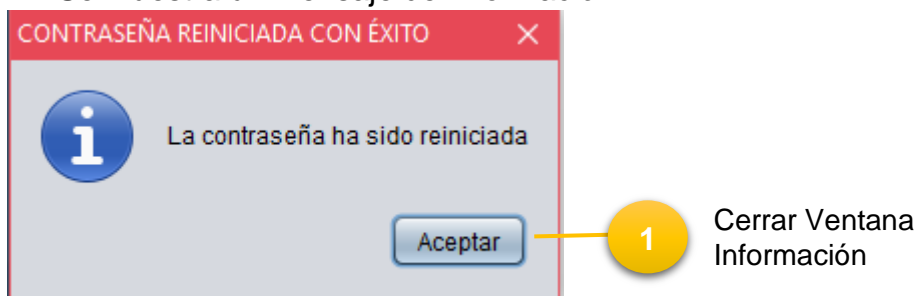 CONTRASEÑA REINICIADA CON ÉXITO
La contraseña ha sido reiniciada
Aceptar
1
Cerrar Ventana
Información